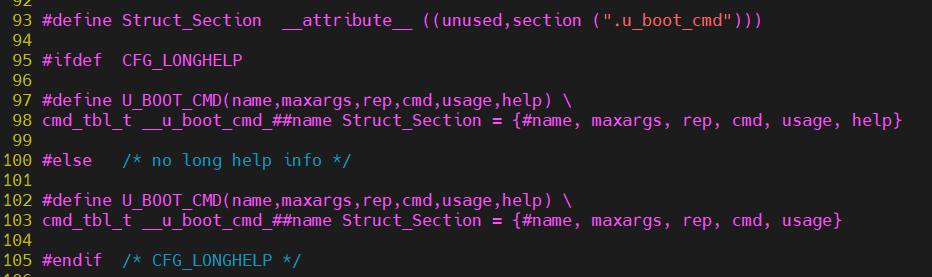 93 #define Struct_Section  __attribute__ ((unused,section (".u_boot_cmd")))
94
95 #ifdef  CFG_LONGHELP
96
97 #define U_BOOT_CMD(name,maxargs,rep,cmd,usage,help) \
98 cmd_tbl_t __u_boot_cmd_##name Struct_Section = {#name, maxargs, rep, cmd, usage, help}
99
100 #else   /* no long help info */
101
102 #define U_BOOT_CMD(name,maxargs,rep,cmd,usage,help) \
103 cmd_tbl_t __u_boot_cmd_##name Struct_Section = {#name, maxargs, rep, cmd, usage}
104
105 #endif  /* CFG_LONGHELP */